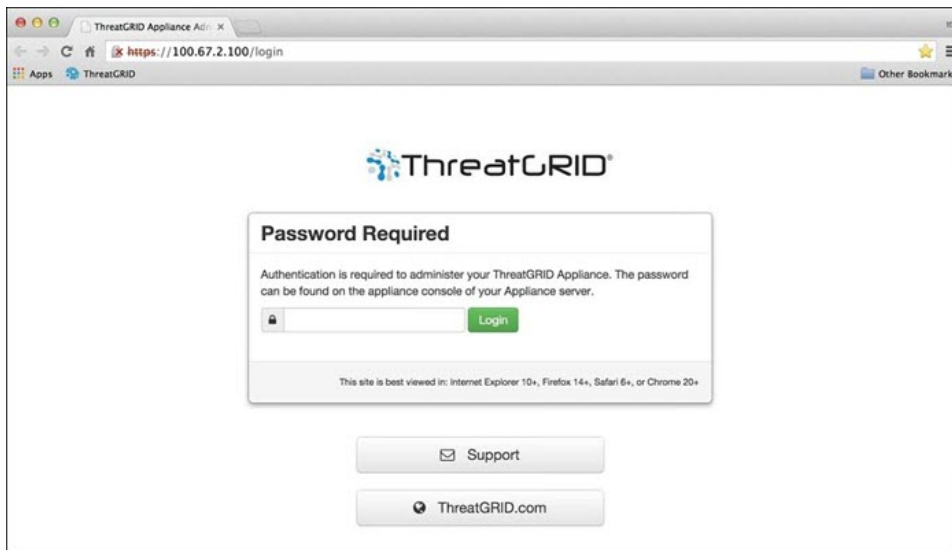 ThreatGRID Appliance Adn
https://100.67.2.100/login
Apps ThreatGRID Other Bookmark
ThreatGRID®
Password Required
Authentication is required to administer your ThreatGRID Appliance. The password
can be found on the appliance console of your Appliance server.
Login
This site is best viewed in: Internet Explorer 10+, Firefox 14+, Safari 6+, or Chrome 20+
Support
ThreatGRID.com